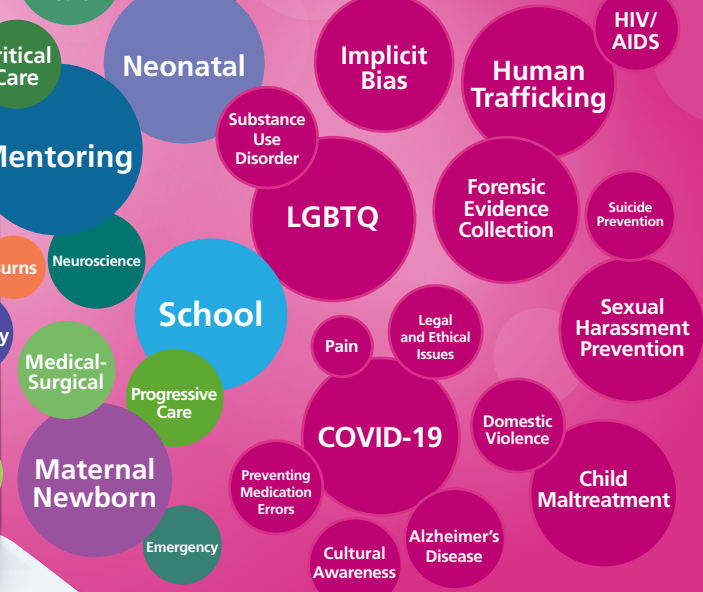 HIV/
AIDS
Implicit
Bias
Neonatal
Human
Trafficking
ritical
Care
Substance
Use
Disorder
Mentoring
Forensic
Evidence
Collection
LGBTQ
Suicide
Prevention
Neuroscience
urns
School
Sexual
Harassment
Prevention
Legal
and Ethical
Issues
Pain
y
Medical-
Surgical
Progressive
Care
COVID-19
Domestic
Violence
Maternal
Newborn
Preventing
Medication
Errors
Child
Maltreatment
Emergency
Alzheimer's
Disease
Cultural
Awareness